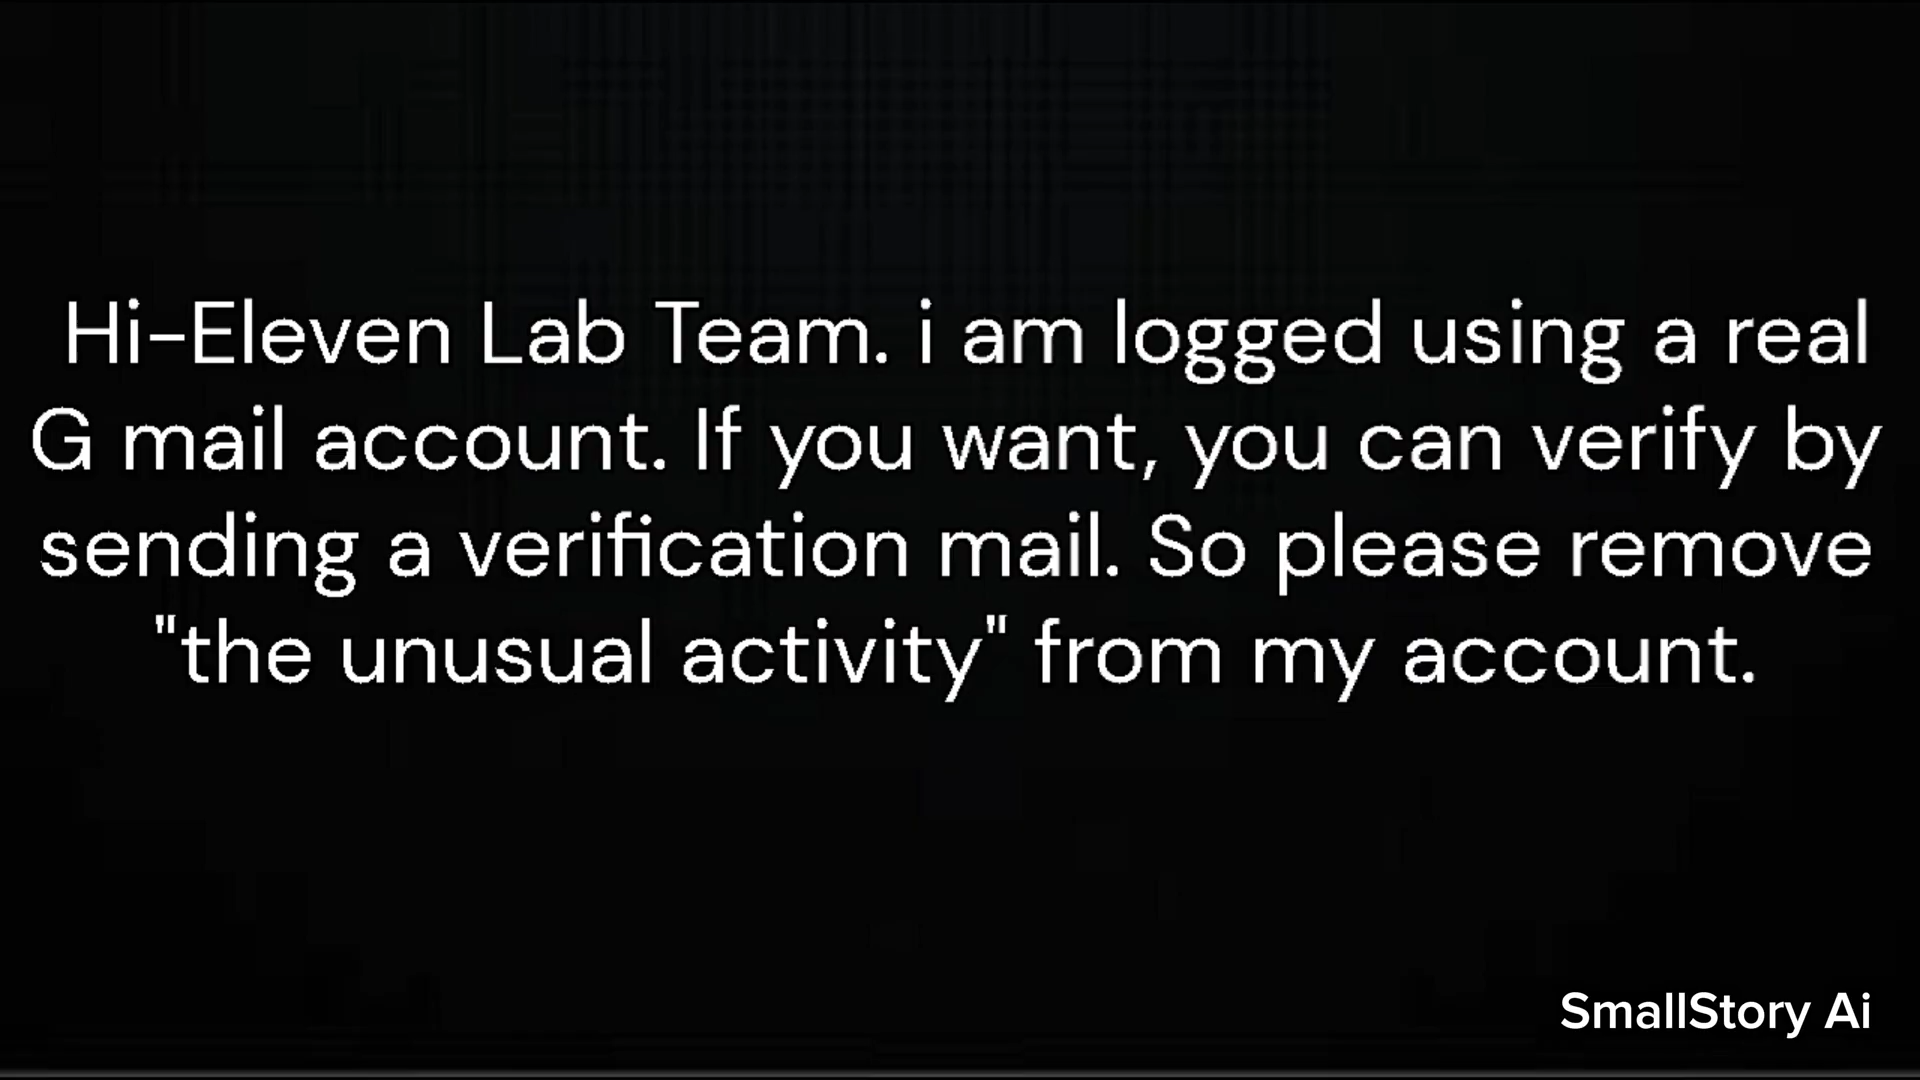 Hi-Eleven Lab Team. i am logged using a real
G mail account. If you want, you can verify by
sending a verification mail. So please remove
"the unusual activity" from my account.
SmallStory Ai